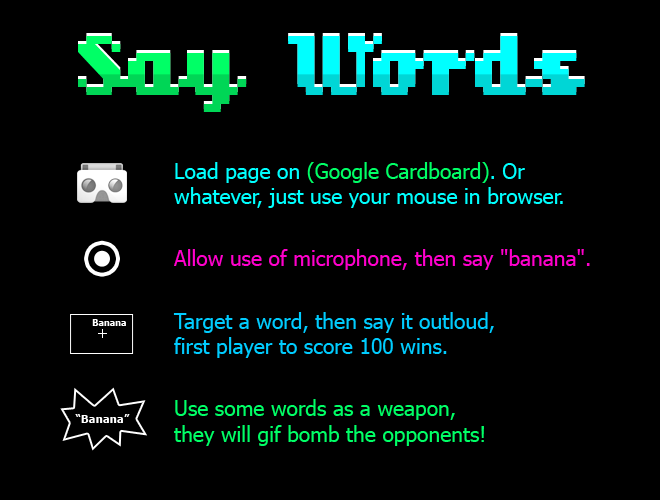 Say Words
Load page on (Google Cardboard). Or
whatever, just use your mouse in browser.
Allow use of microphone, then say "banana".
Banana
Target a word, then say it outloud,
first player to score 100 wins.
“Banana”
Use some words as a weapon,
they will gif bomb the opponents!